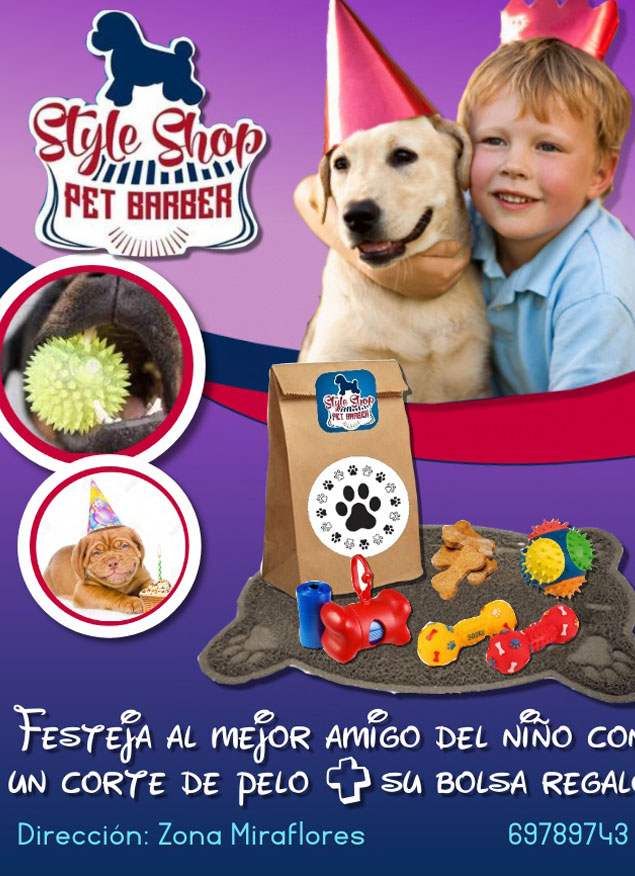 Style Shop
PET BARBER
Style Shop
PET BARBER
FESTEJA AL MEJOR AMIGO DEL NIÑO CON
UN CORTE DE PELO + SU BOLSA REGALO
Dirección: Zona Miraflores
69789743